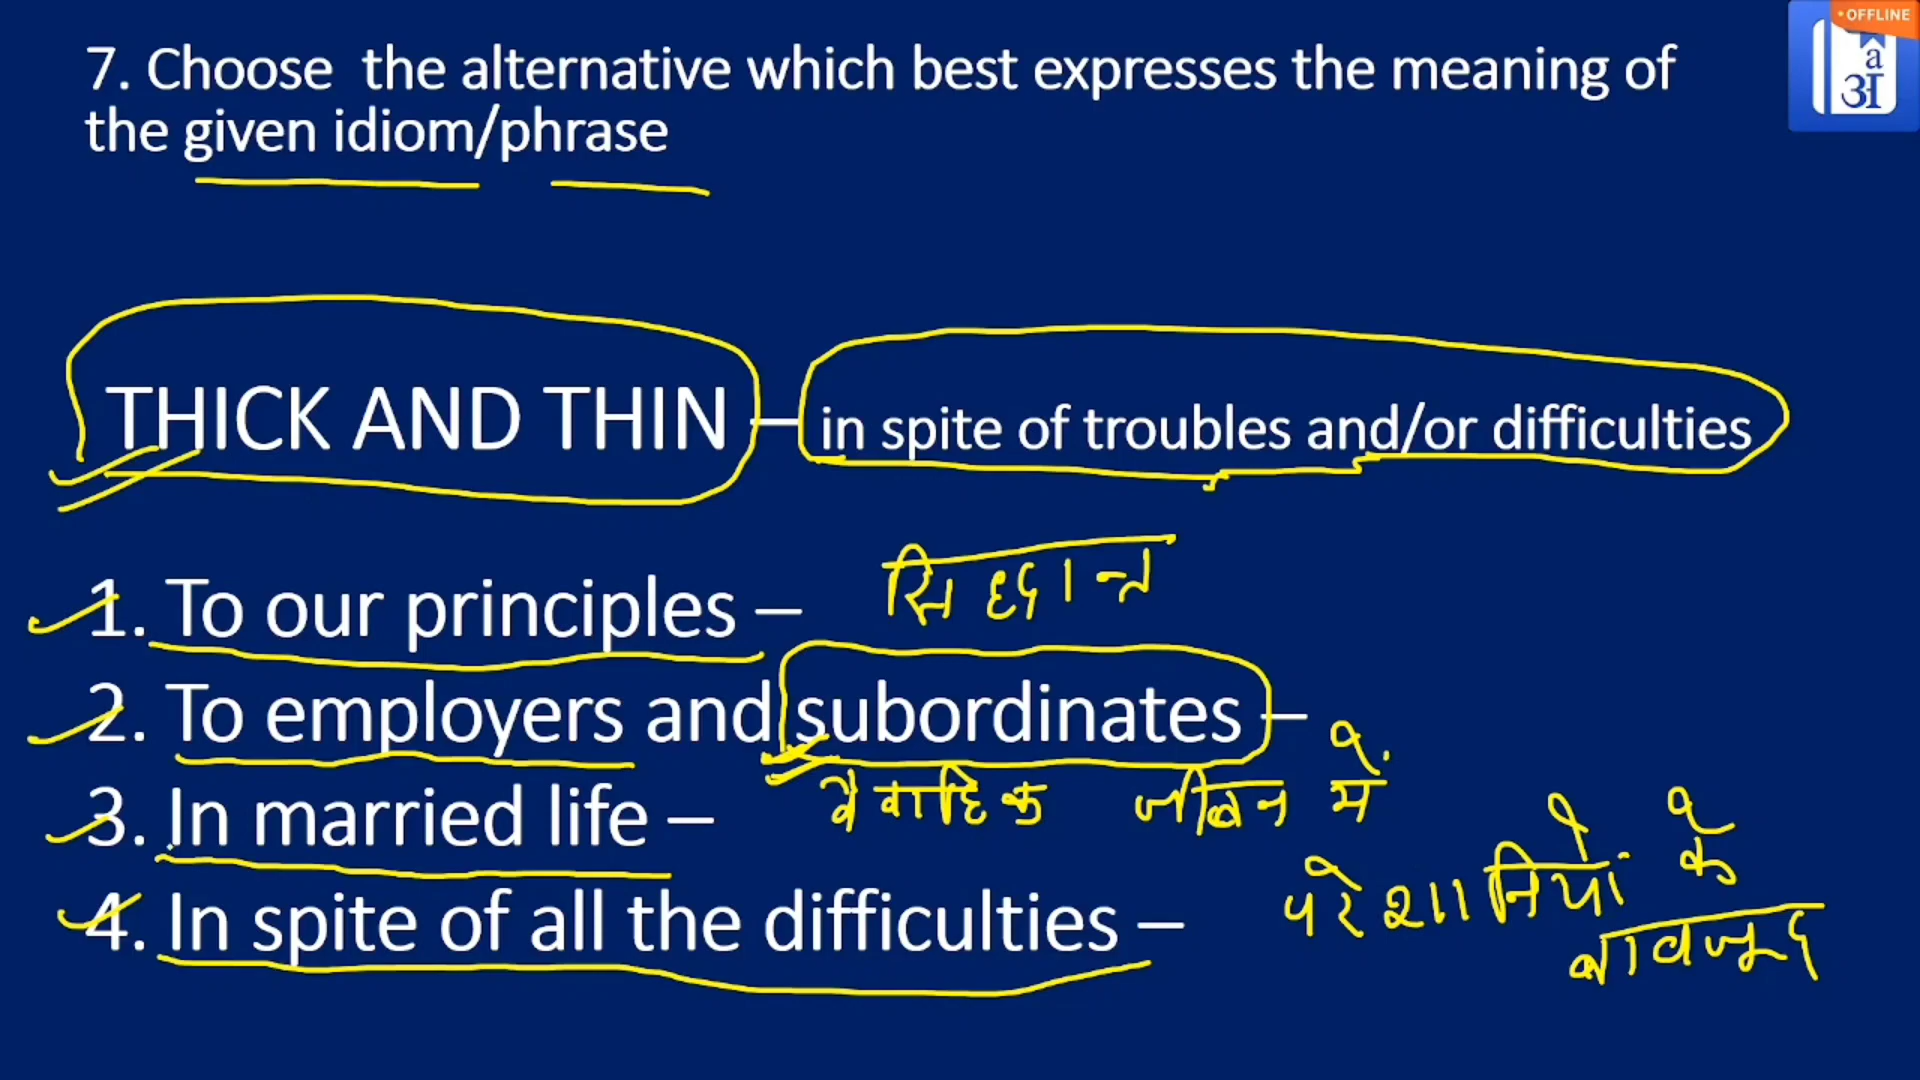 • OFFLINE
a
अ
7. Choose the alternative which best expresses the meaning of
the given idiom/phrase
THICK AND THIN – in spite of troubles and/or difficulties
1. To our principles – सिद्दान्त
2. To employers and subordinates –
3. In married life – वैवाहिक जीवन में
4. In spite of all the difficulties – परेशानियों के
बावजूद